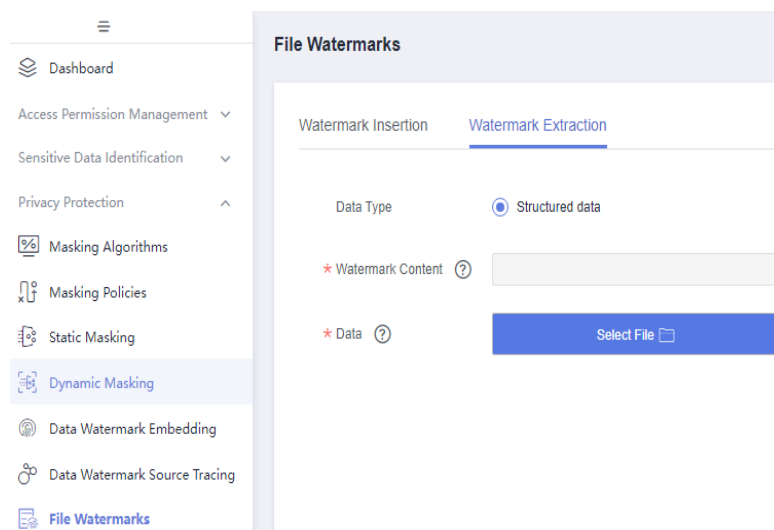 File Watermarks
Dashboard
Access Permission Management
Sensitive Data Identification
Privacy Protection
Masking Algorithms
Masking Policies
Static Masking
Dynamic Masking
Data Watermark Embedding
Data Watermark Source Tracing
File Watermarks
Watermark Insertion Watermark Extraction
Data Type Structured data
* Watermark Content ?
* Data ? Select File